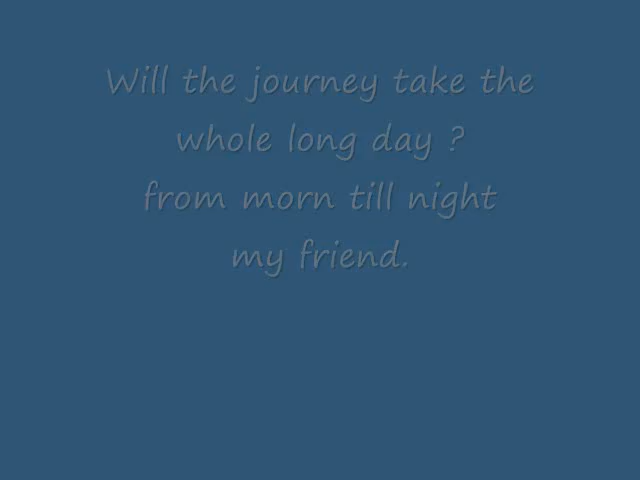 Will the journey take the
whole long day ?
from morn till night
my friend.